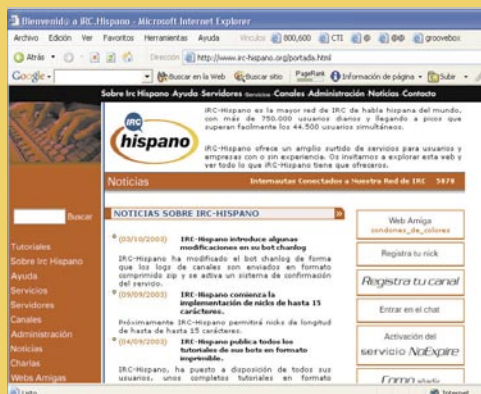 Bienvenid@ a IRC.Hispano - Microsoft Internet Explorer
Archivo Edición Ver Favoritos Herramientas Ayuda Vínculos 800,600 CTI @ @@ groovebox
Atrás Dirección http://www.irc-hispano.org/portada.html
Google Buscar en la Web Buscar sitio PageRank Información de página Subir
Sobre Irc Hispano Ayuda Servidores Servicios Canales Administración Noticias Contacto
IRC
hispano
IRC-Hispano es la mayor red de IRC de habla hispana del mundo,
con más de 750.000 usuarios diarios y llegando a picos que
superan facilmente los 44.500 usuarios simultáneos.
IRC-Hispano ofrece un amplio surtido de servicios para usuarios y
empresas con o sin experiencia. Os invitamos a explorar esta web y
ver todo lo que IRC-Hispano tiene que ofreceros.
Noticias Internautas Conectados a Nuestra Red de IRC 5878
Buscar
Tutoriales
Sobre Irc Hispano
Ayuda
Servicios
Servidores
Canales
Administración
Noticias
Charlas
Webs Amigas
NOTICIAS SOBRE IRC-HISPANO
(03/10/2003) IRC-Hispano introduce algunas
modificaciones en su bot chanlog
IRC-Hispano ha modificado el bot chanlog de forma
que los logs de canales son enviados en formato
comprimido zip y se activa un sistema de confirmación
del servicio.
(09/09/2003) IRC-Hispano comienza la
implementación de nicks de hasta 15
carácteres.
Próximamente IRC-Hispano permitirá nicks de longitud
de hasta de hasta 15 carácteres.
(04/09/2003) IRC-Hispano publica todos los
tutoriales de sus bots en formato
imprimible.
IRC-Hispano, ha puesto a disposición de todos sus
usuarios, unos completos tutoriales en formato
Web Amiga
condones_de_colores
Registra tu nick
Registra tu canal
Entrar en el chat
Activación del
servicio NoExpire
Como añadir
Listo Internet